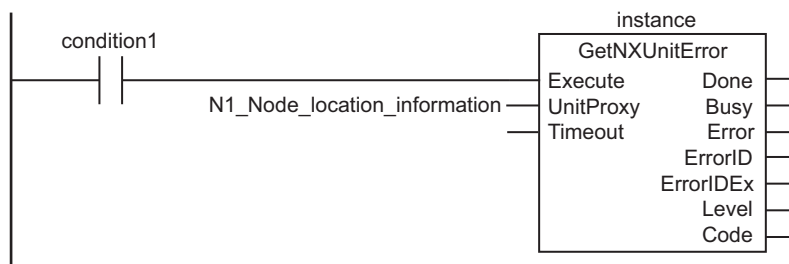 instance
condition1
GetNXUnitError
Execute Done
N1_Node_location_information UnitProxy Busy
Timeout Error
ErrorID
ErrorIDEx
Level
Code